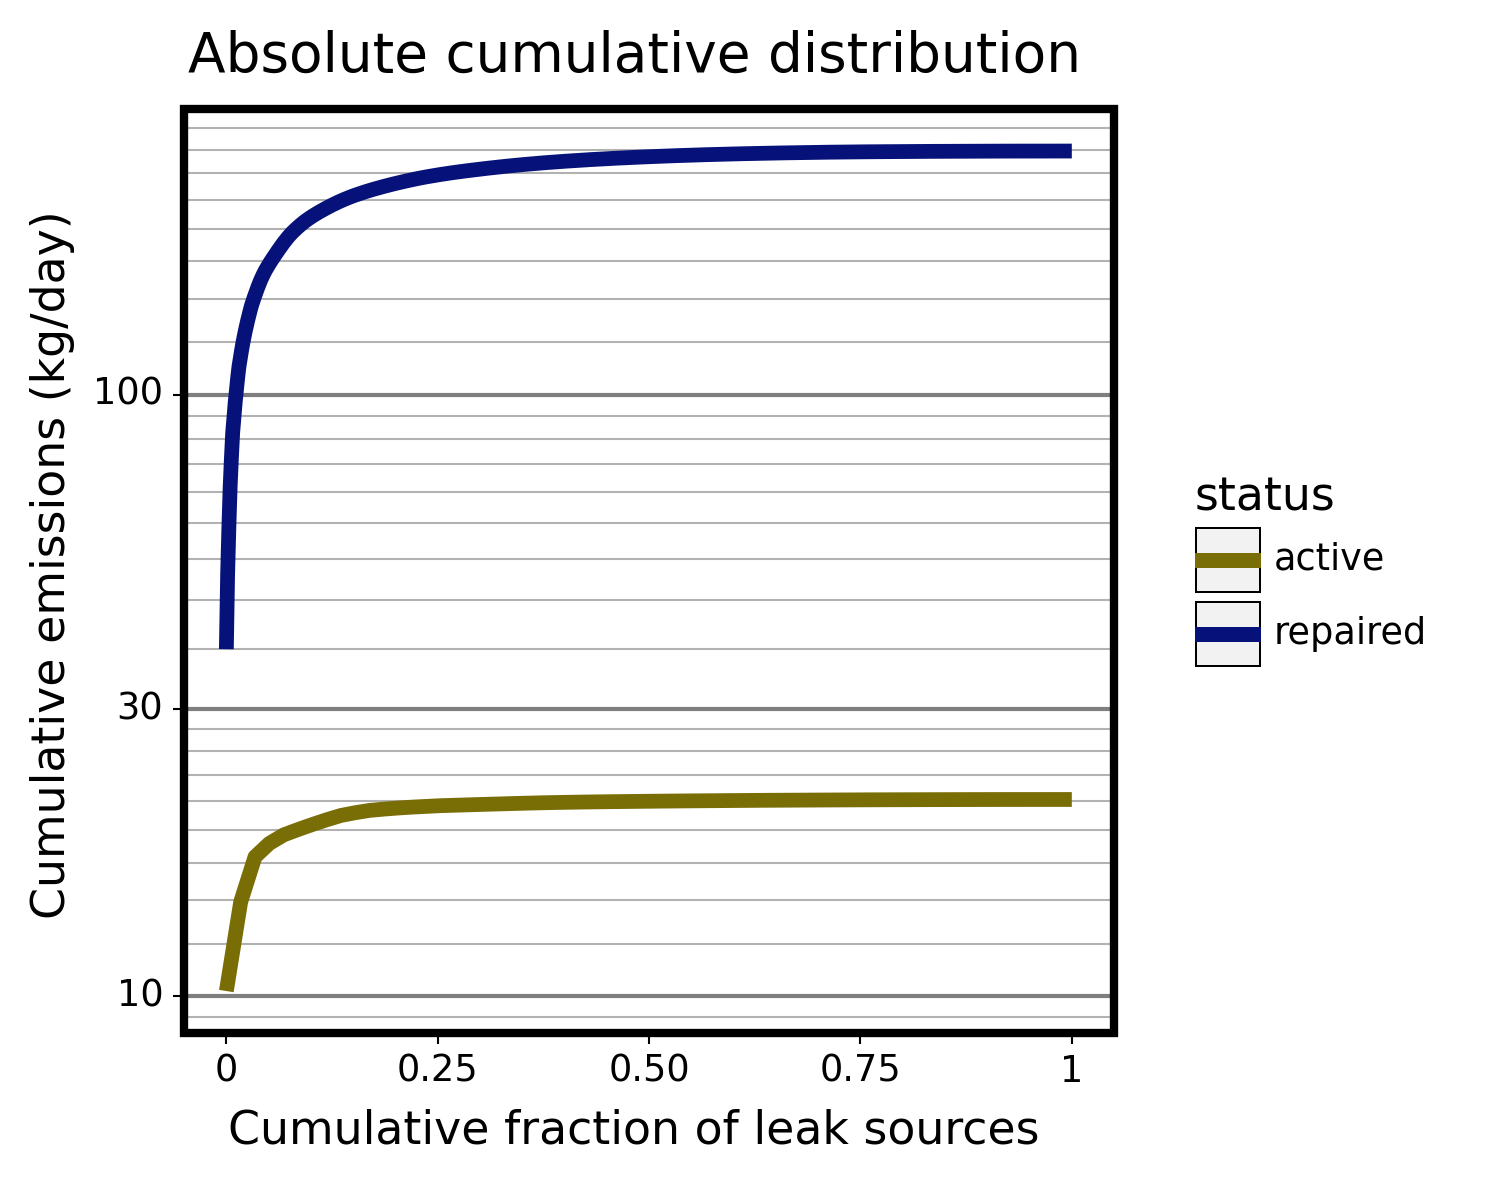 Absolute cumulative distribution
Cumulative emissions (kg/day)
100
30
10
0 0.25 0.50 0.75 1
Cumulative fraction of leak sources
status
active
repaired